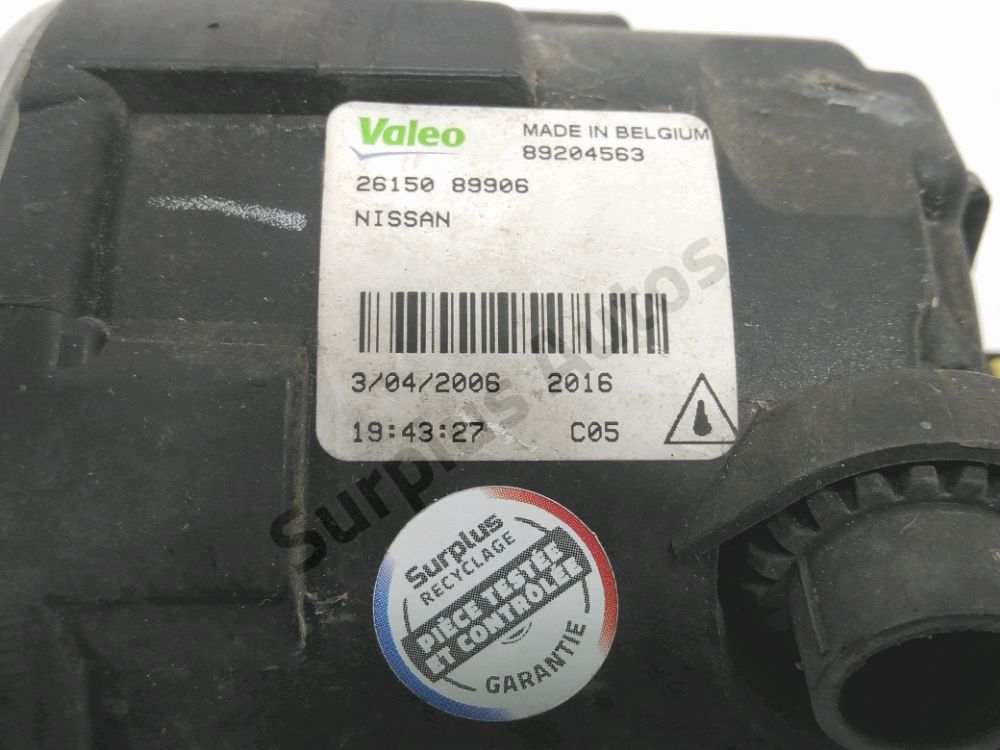 Valeo
MADE IN BELGIUM
89204563
26150 89906
NISSAN
3/04/2006 2016
19:43:27 C05
Surplus Autos
Surplus
RECYCLAGE
PIÈCE TESTÉE
ET CONTROLÉE
GARANTIE